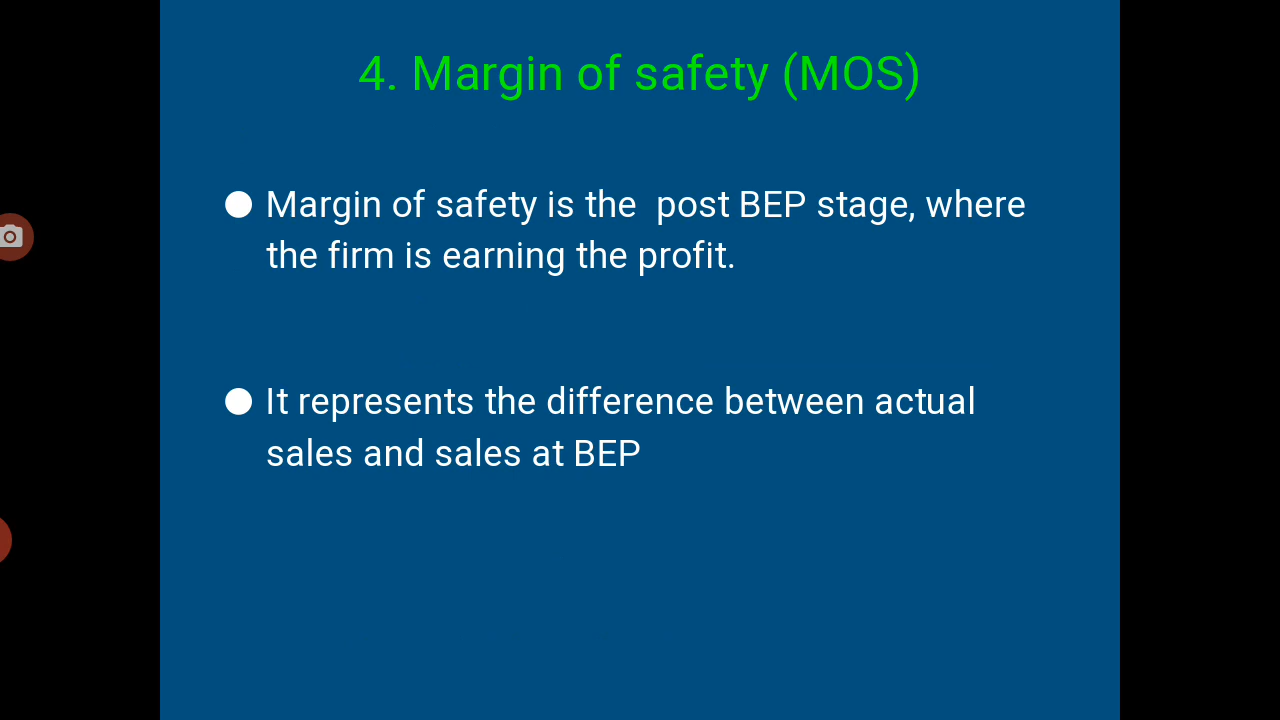 4. Margin of safety (MOS)
● Margin of safety is the  post BEP stage, where
the firm is earning the profit.
● It represents the difference between actual
sales and sales at BEP